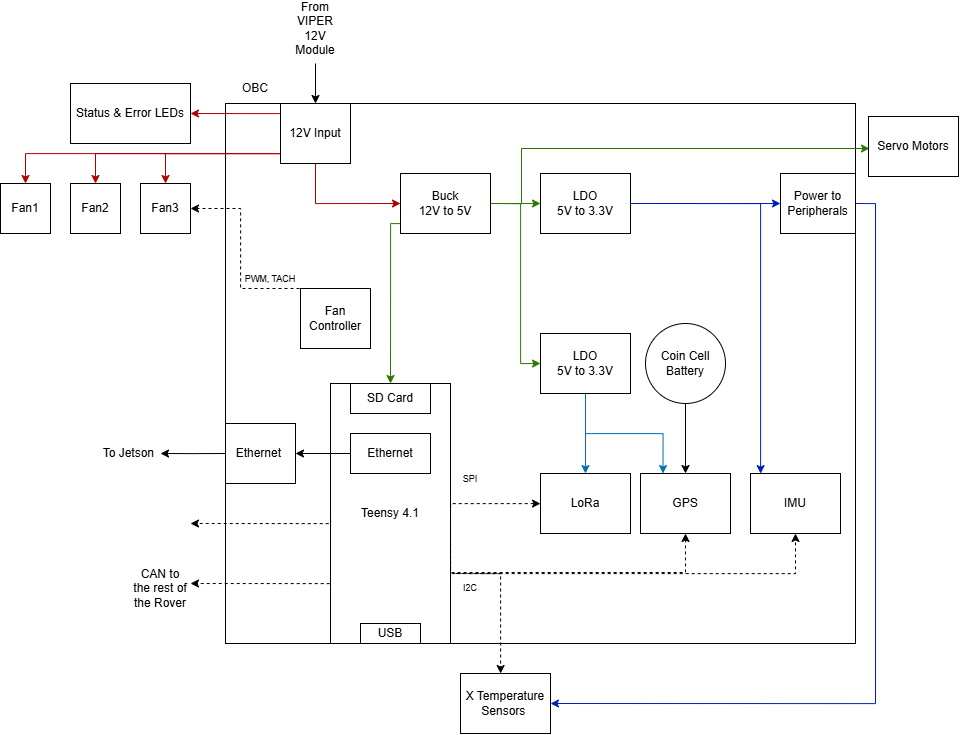 From
VIPER
12V
Module
OBC
Status & Error LEDs
12V Input
Servo Motors
Fan1
Fan2
Fan3
Buck
12V to 5V
LDO
5V to 3.3V
Power to
Peripherals
PWM, TACH
Fan
Controller
LDO
5V to 3.3V
Coin Cell
Battery
SD Card
To Jetson
Ethernet
Ethernet
SPI
LoRa
GPS
IMU
Teensy 4.1
CAN to
the rest of
the Rover
I2C
USB
X Temperature
Sensors